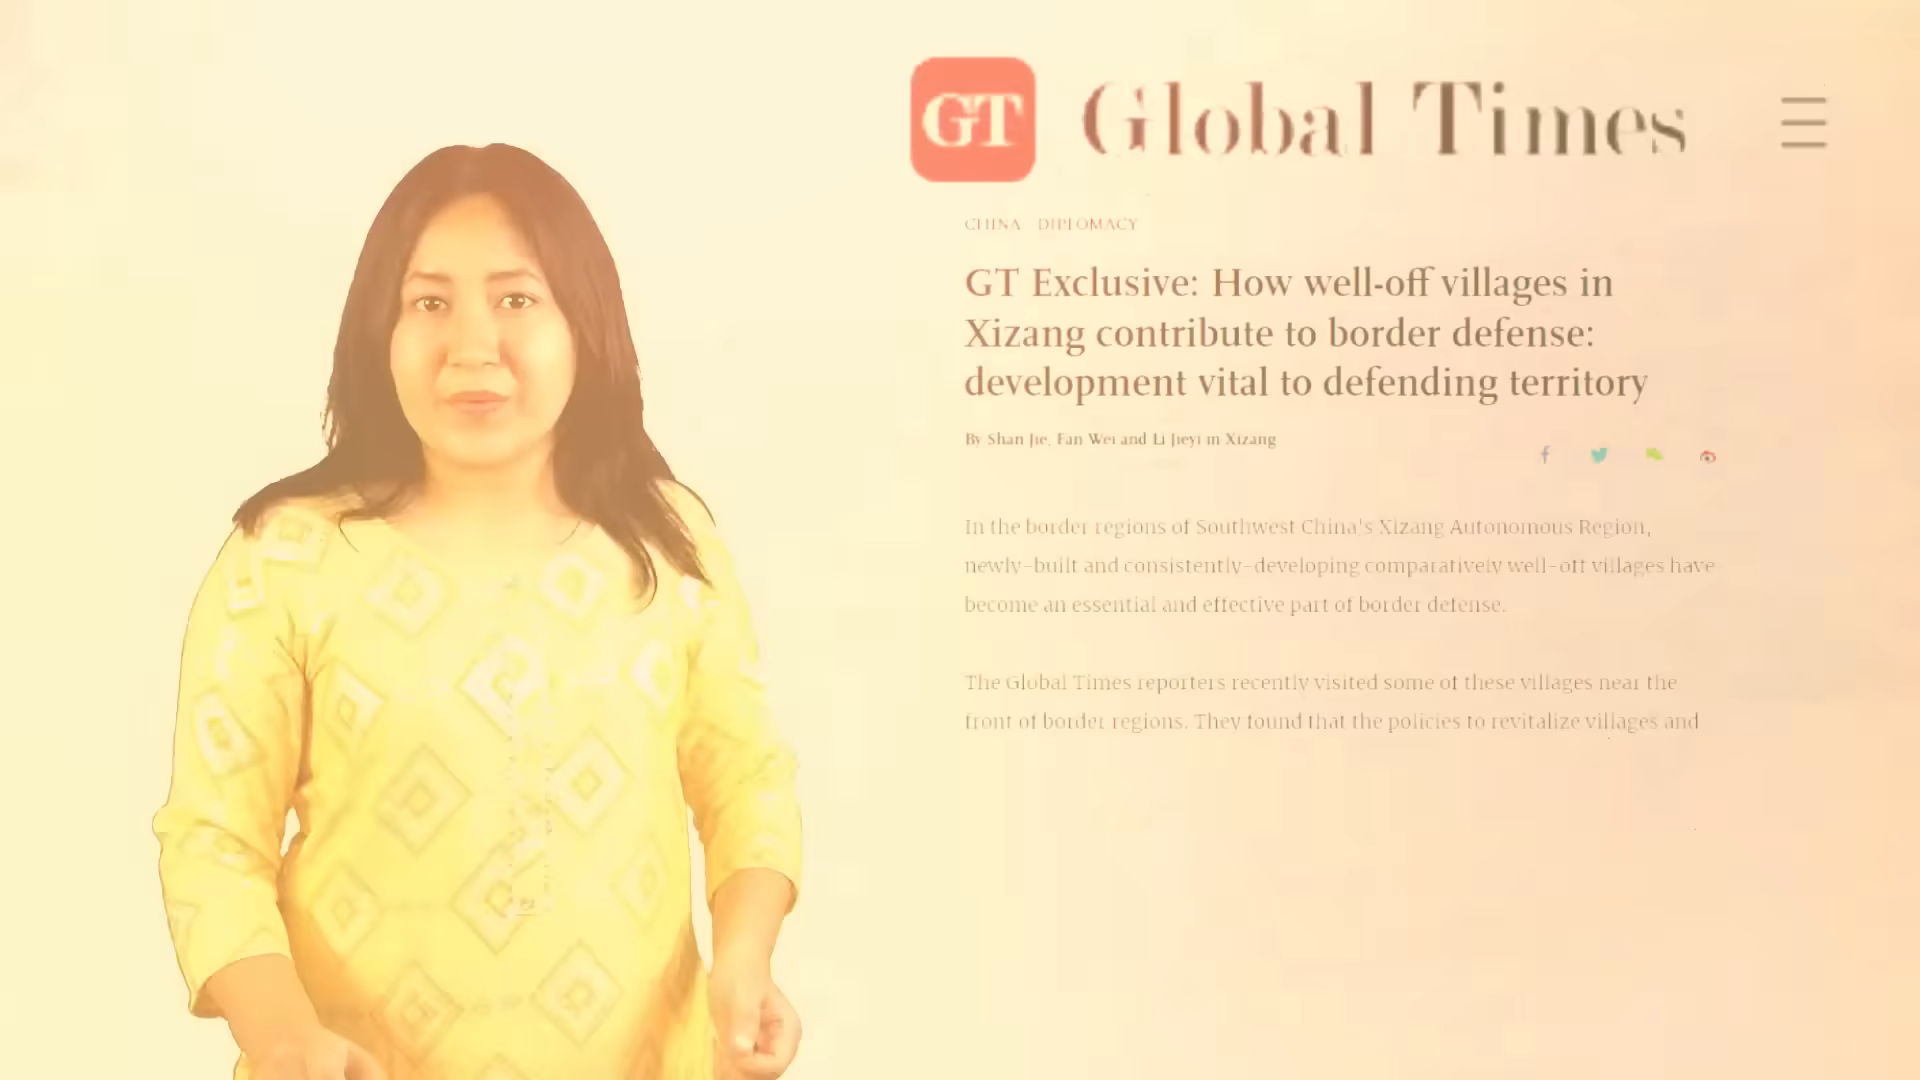 GT Global Times
CHINA DIPLOMACY
GT Exclusive: How well-off villages in
Xizang contribute to border defense:
development vital to defending territory
By Shan Jie, Fan Wei and Li Jieyi in Xizang
In the border regions of Southwest China's Xizang Autonomous Region,
newly-built and consistently-developing comparatively well-off villages have
become an essential and effective part of border defense.
The Global Times reporters recently visited some of these villages near the
front of border regions. They found that the policies to revitalize villages and